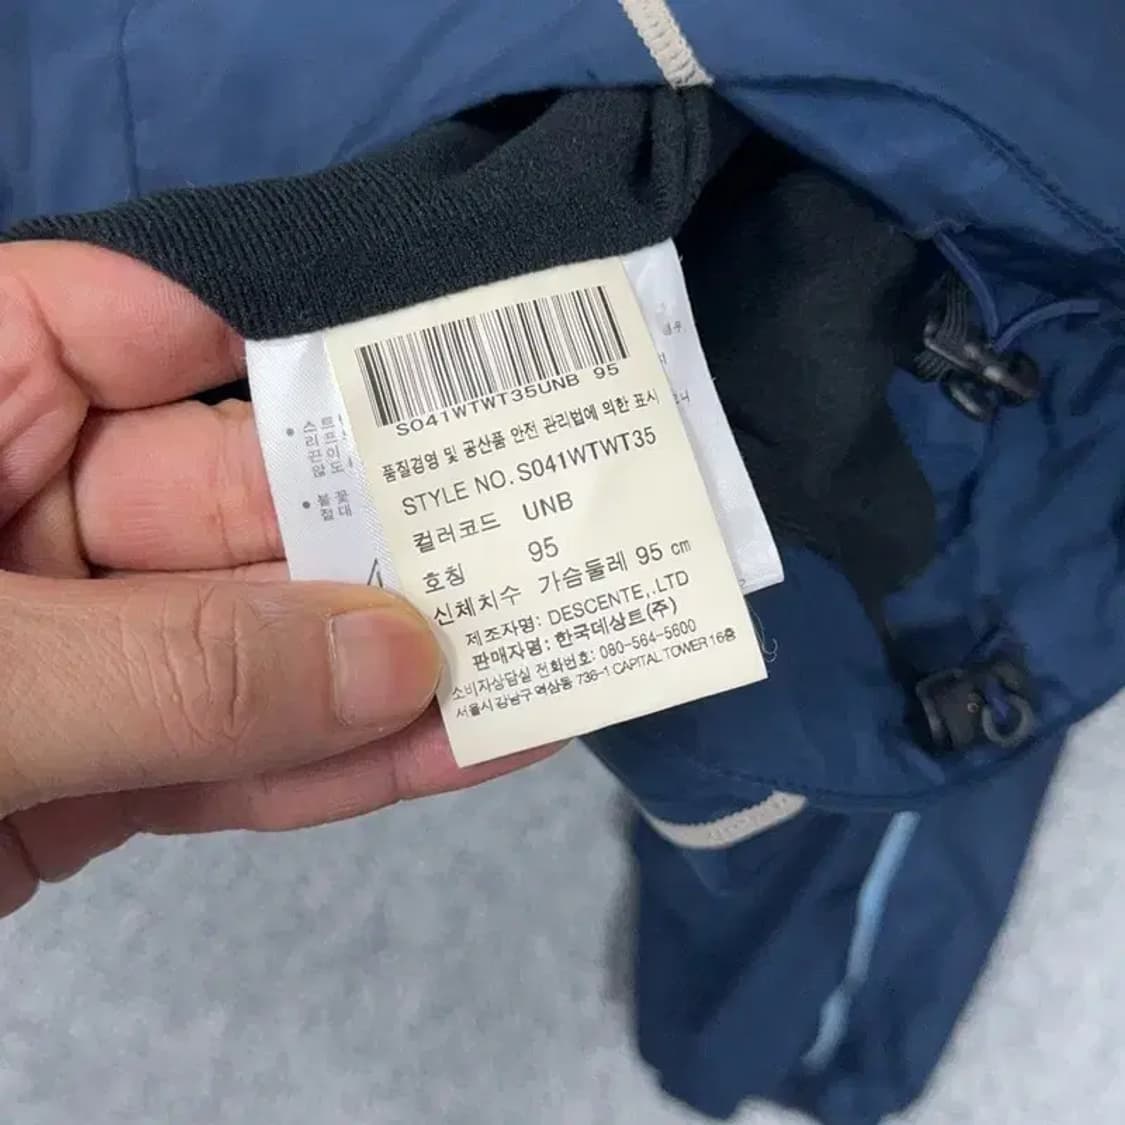 S041WTWT35UNB 95
품질경영 및 공산품 안전 관리법에 의한 표시
STYLE NO. S041WTWT35
컬러코드 UNB
호칭 95
신체치수 가슴둘레 95 cm
제조자명: DESCENTE,.LTD
판매자명: 한국데상트(주)
소비자상담실 전화번호: 080-564-5600
서울시 강남구 역삼동 736-1 CAPITAL TOWER 16층